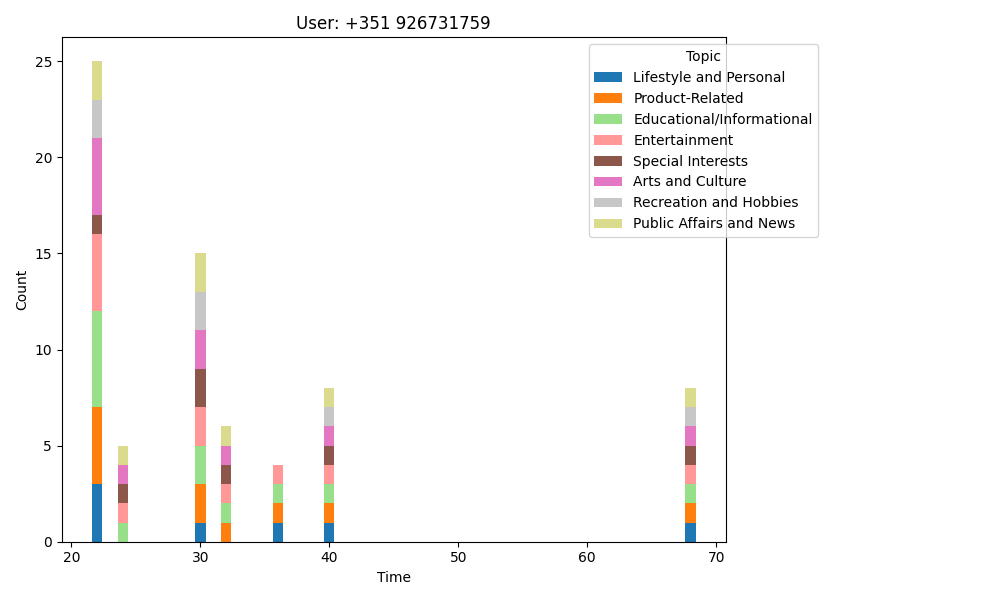 User: +351 926731759
Topic
Lifestyle and Personal
Product-Related
Educational/Informational
Entertainment
Special Interests
Arts and Culture
Recreation and Hobbies
Public Affairs and News
Count
25
20
15
10
5
0
20 30 40 50 60 70
Time